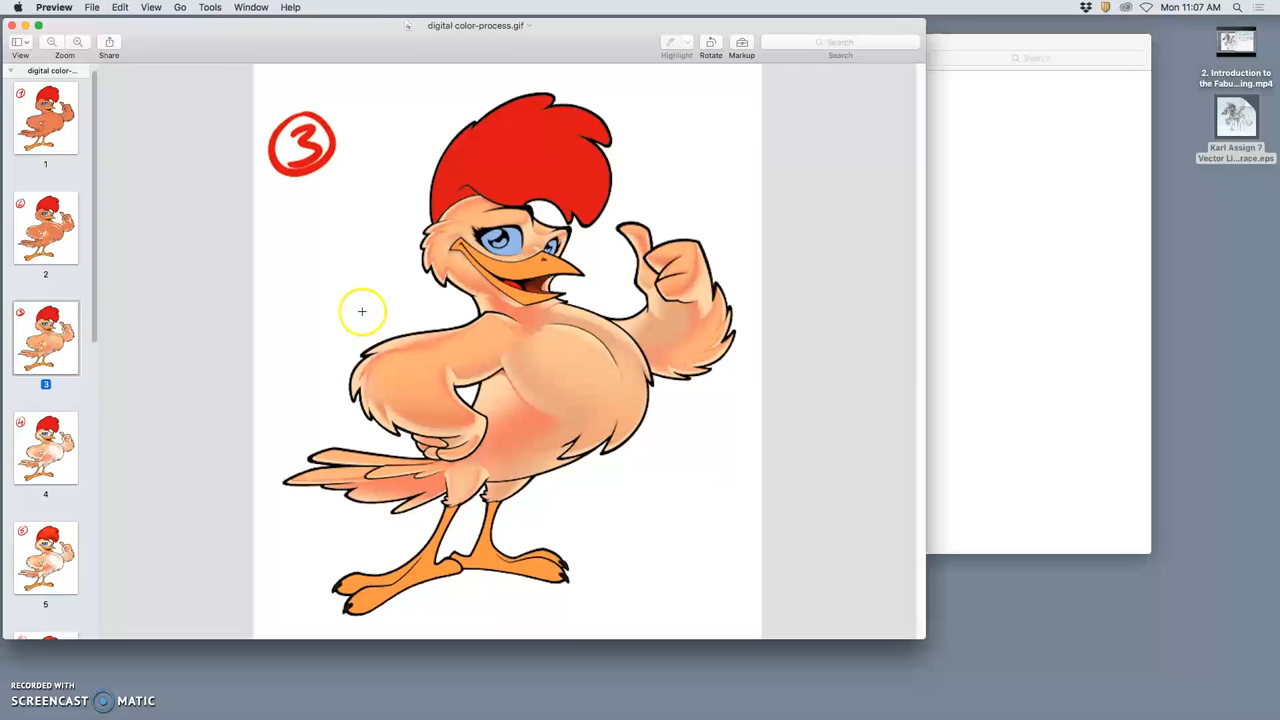 Preview File Edit View Go Tools Window Help
Mon 11:07 AM
digital color-process.gif
View Zoom Share Highlight Rotate Markup Search
Search
Search
digital color-...
1
2
3
4
5
3
2. Introduction to
the Fabu...ing.mp4
Karl Assign 7
Vector Li...race.eps
RECORDED WITH
SCREENCAST MATIC